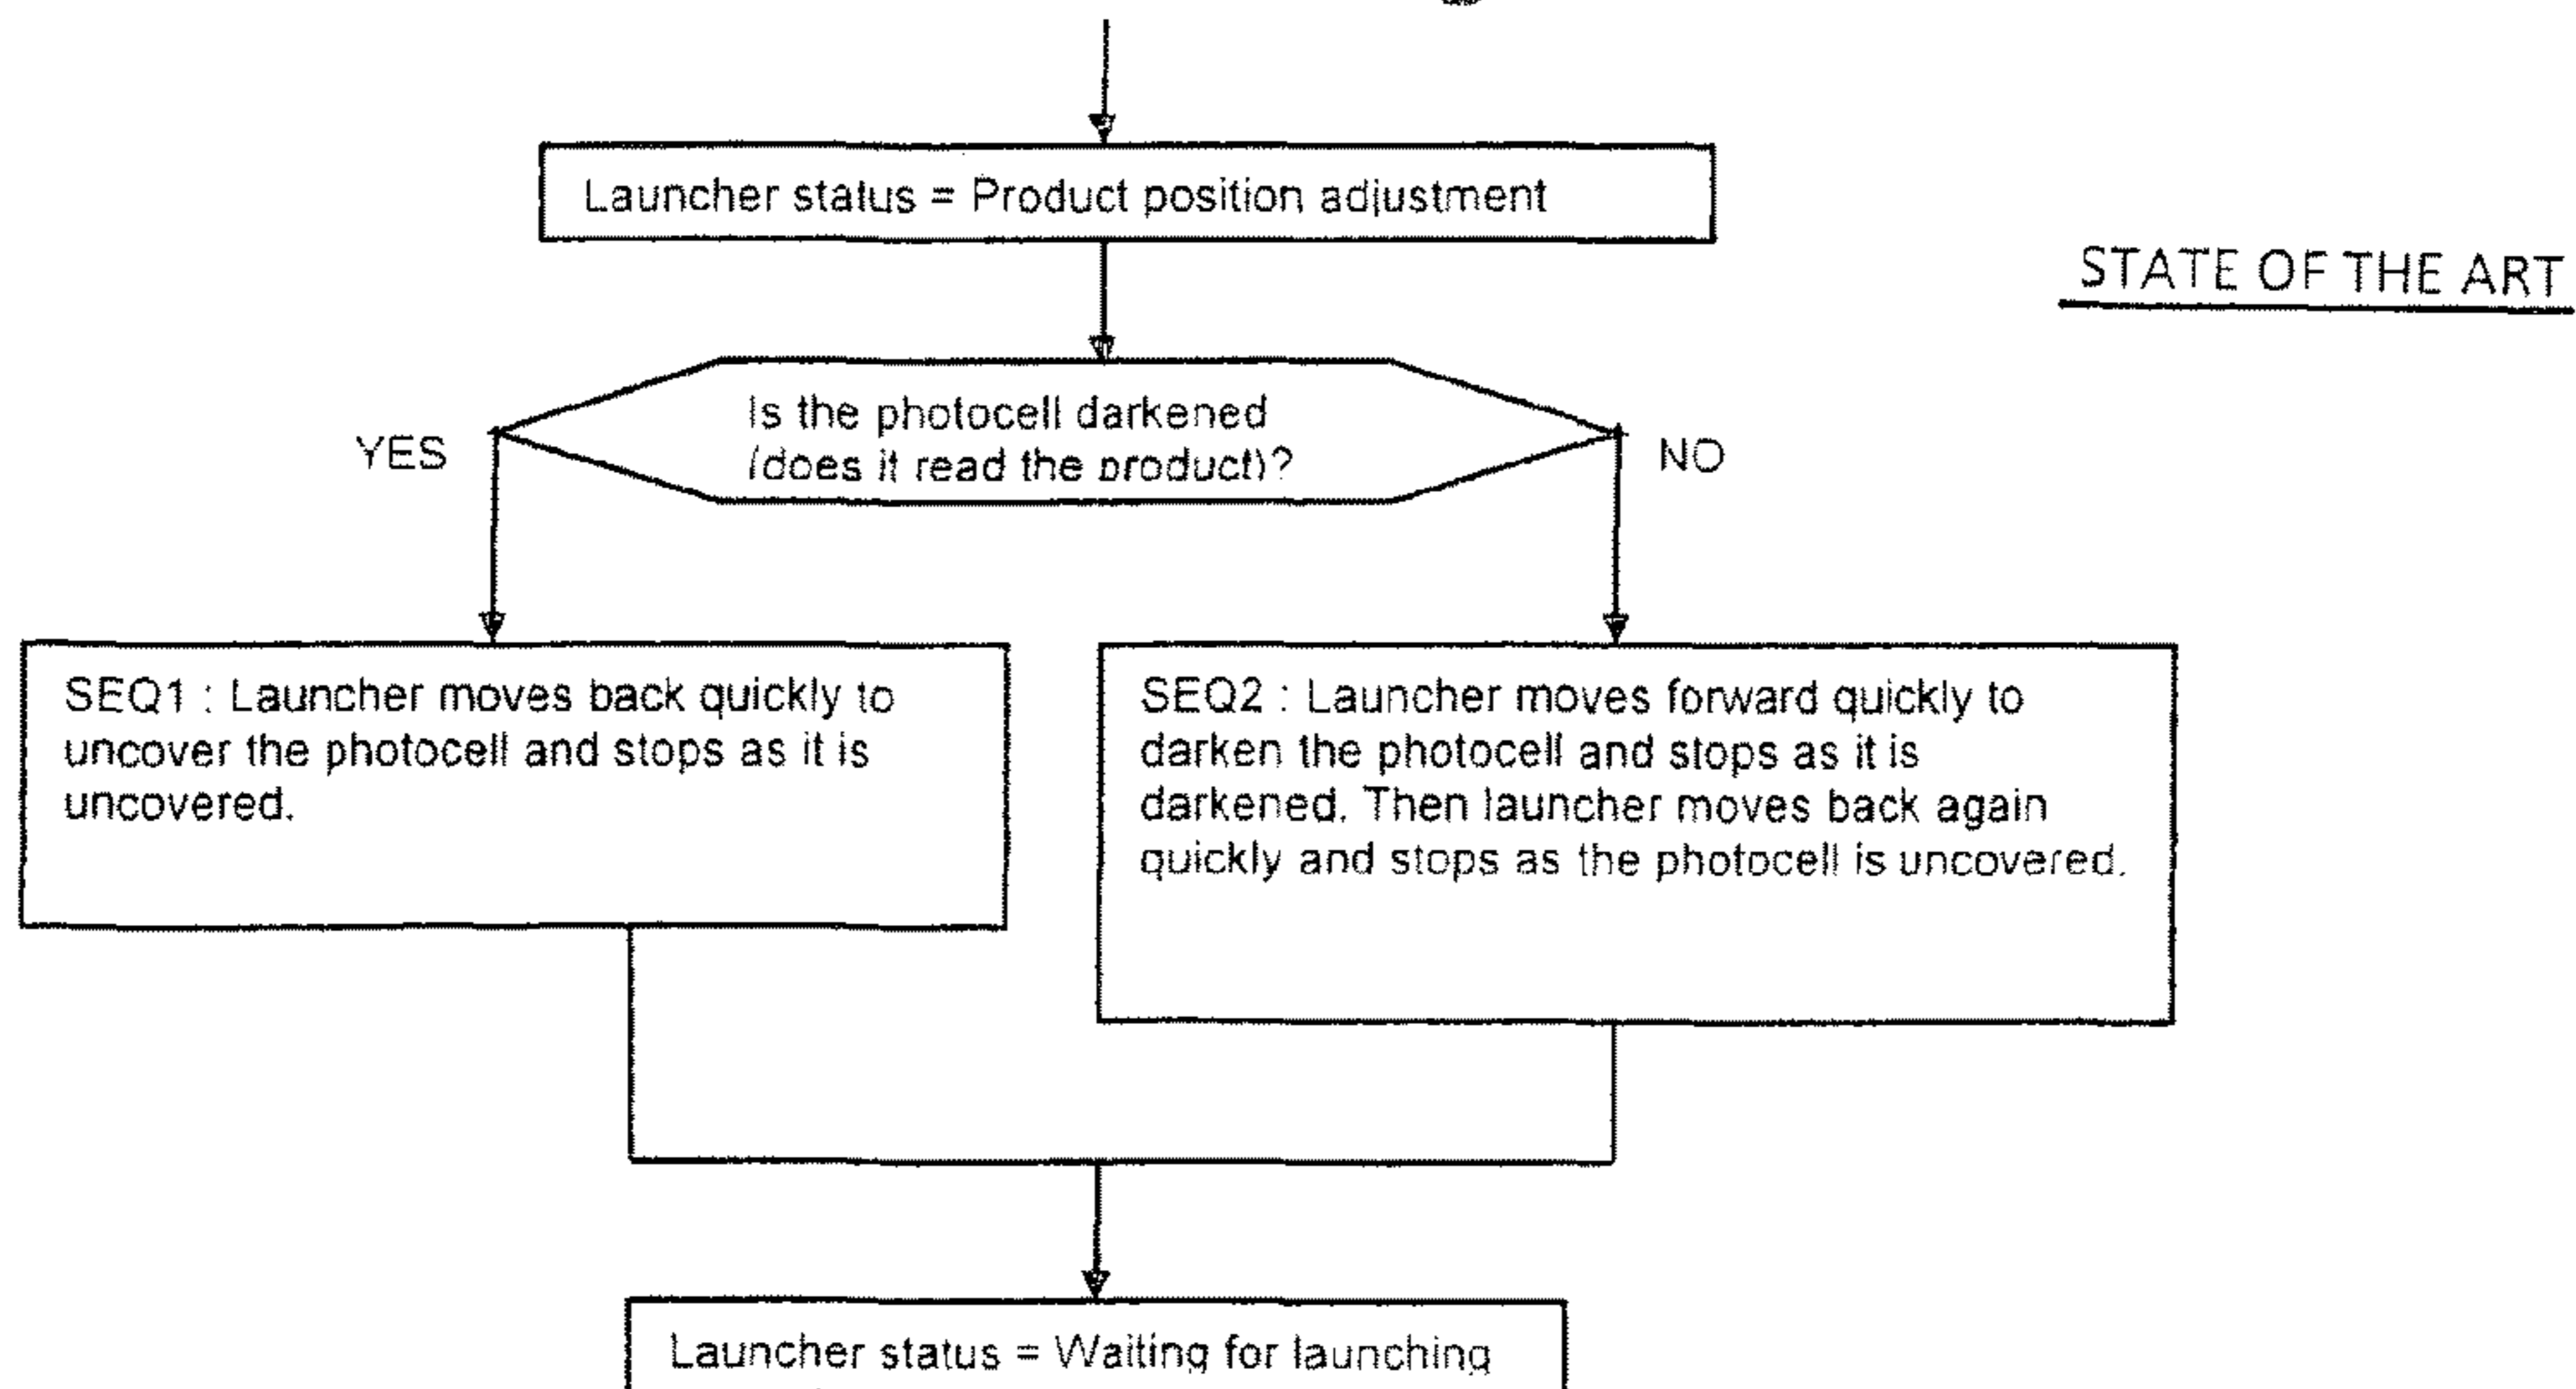 Launcher status = Product position adjustment
STATE OF THE ART
Is the photocell darkened
(does it read the product)?
YES
NO
SEQ1 : Launcher moves back quickly to
uncover the photocell and stops as it is
uncovered.
SEQ2 : Launcher moves forward quickly to
darken the photocell and stops as it is
darkened. Then launcher moves back again
quickly and stops as the photocell is uncovered.
Launcher status = Waiting for launching